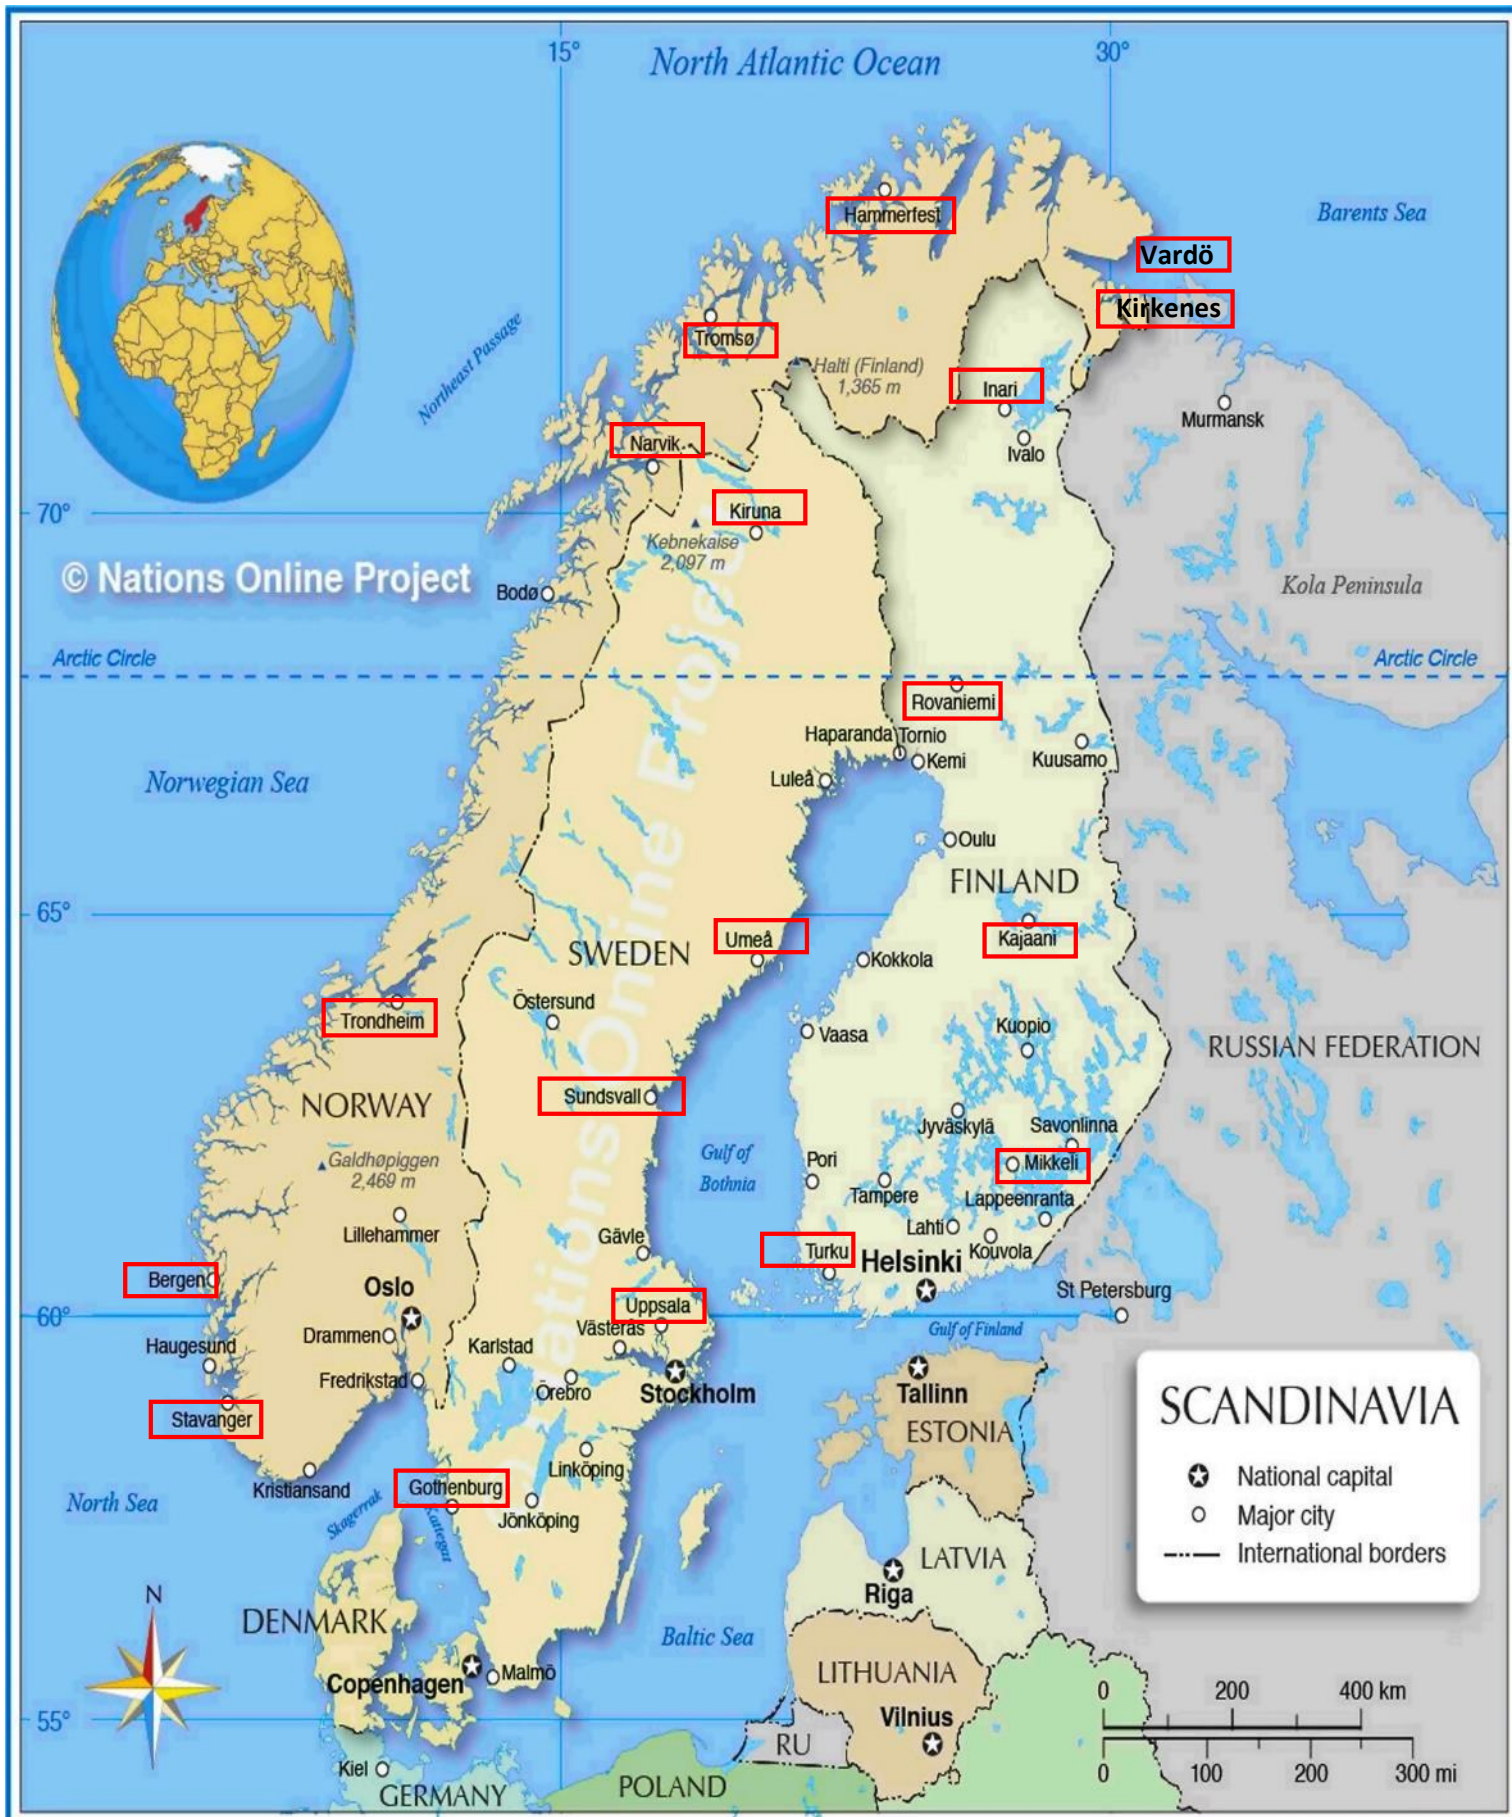 15°
30°
North Atlantic Ocean
Hammerfest
Barents Sea
Vardö
Kirkenes
Northeast Passage
Tromsø
Halti (Finland)
1,365 m
Inari
Murmansk
Narvik
Ivalo
70°
Kiruna
Kebnekaise
2,097 m
© Nations Online Project
Bodø
Kola Peninsula
Arctic Circle
Arctic Circle
Rovaniemi
Haparanda
Tornio
Kemi
Kuusamo
Luleå
Norwegian Sea
Oulu
FINLAND
65°
Umeå
Kajaani
SWEDEN
Kokkola
Östersund
Trondheim
Vaasa
Kuopio
RUSSIAN FEDERATION
© Nations Online Project
Sundsvall
NORWAY
Jyväskylä
Savonlinna
Galdhøpiggen
2,469 m
Gulf of
Bothnia
Pori
Mikkeli
Tampere
Lappeenranta
Lillehammer
Gävle
Lahti
Kouvola
Turku
Helsinki
Bergen
Oslo
St Petersburg
60°
Uppsala
Drammen
Västerås
Gulf of Finland
Haugesund
Karlstad
Fredrikstad
Örebro
Stockholm
Tallinn
ESTONIA
Stavanger
SCANDINAVIA
Linköping
National capital
Kristiansand
Gothenburg
North Sea
Skagerrak
Kattegat
Jönköping
Major city
LATVIA
International borders
Riga
N
DENMARK
Baltic Sea
LITHUANIA
Copenhagen
Malmö
Vilnius
0 200 400 km
55°
RU
Kiel
GERMANY
POLAND
0 100 200 300 mi